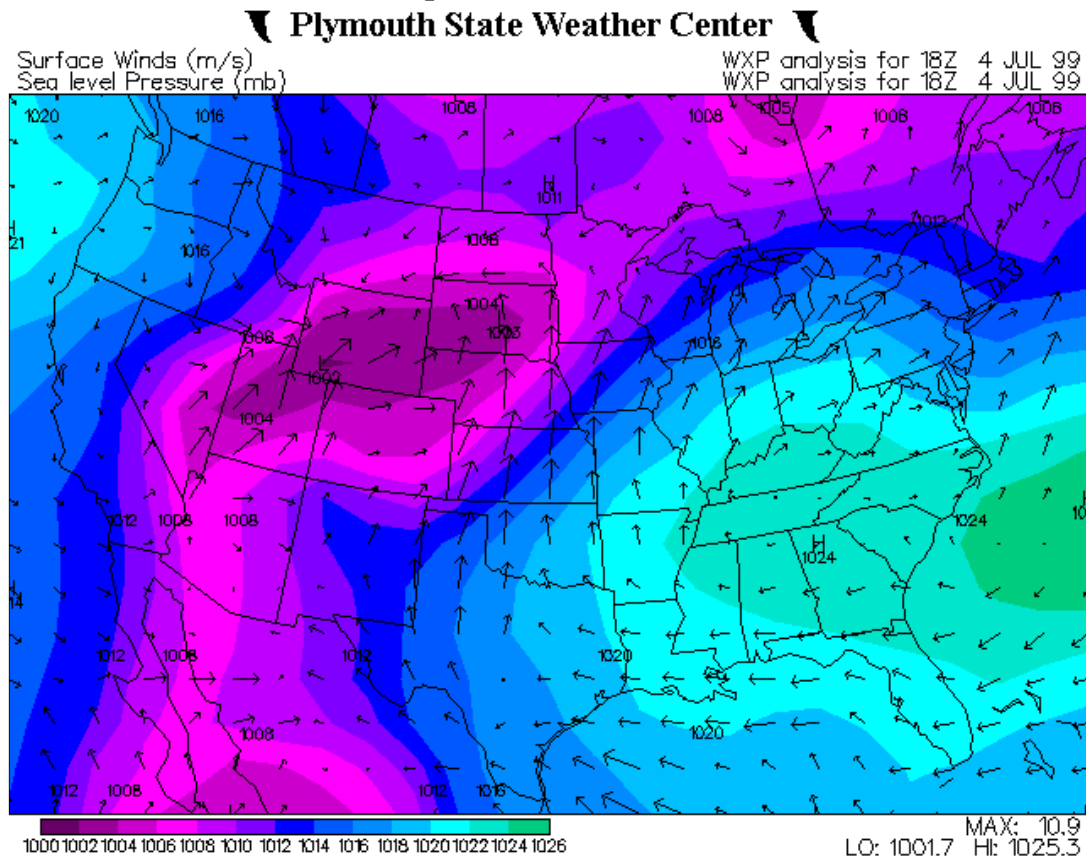 Plymouth State Weather Center
Surface Winds (m/s) WXP analysis for 18Z 4 JUL 99
Sea level Pressure (mb) WXP analysis for 18Z 4 JUL 99
1020 1016 1008 1008 1005 1008
H
1011
1012
1016 1008
1004
1008 1003 1016
L
1002
1004
1012 1008 1008 1024
H
1024
1012 1008 1012 1020
1008 1020
1012 1008 1012 1016
1000 1002 1004 1006 1008 1010 1012 1014 1016 1018 1020 1022 1024 1026
MAX: 10.9
LO: 1001.7 HI: 1025.3